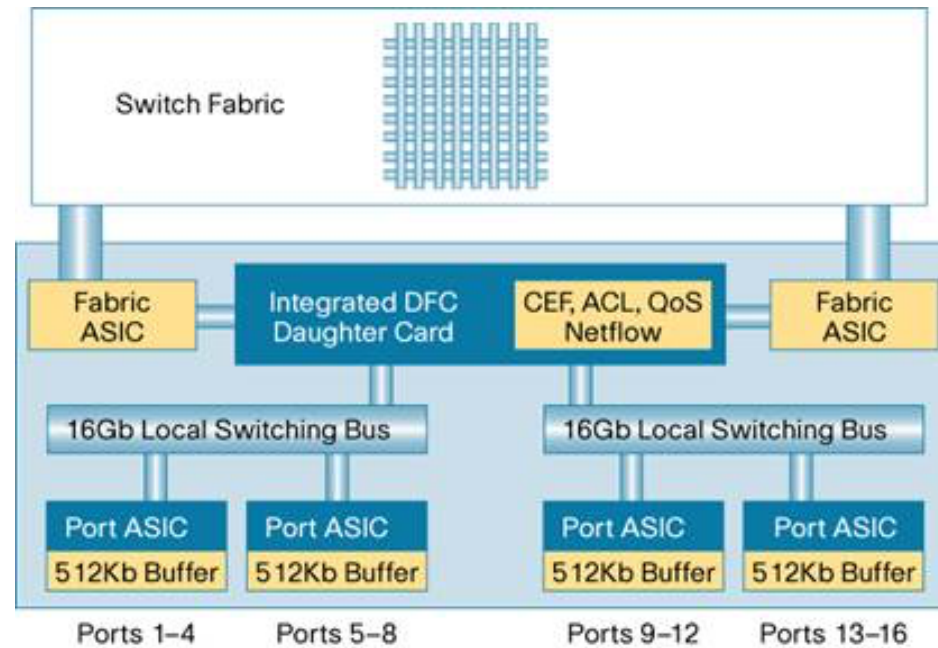 Switch Fabric
Fabric
ASIC
Integrated DFC
Daughter Card
CEF, ACL, QoS
Netflow
Fabric
ASIC
16Gb Local Switching Bus
16Gb Local Switching Bus
Port ASIC
512Kb Buffer
Port ASIC
512Kb Buffer
Port ASIC
512Kb Buffer
Port ASIC
512Kb Buffer
Ports 1–4
Ports 5–8
Ports 9–12
Ports 13–16